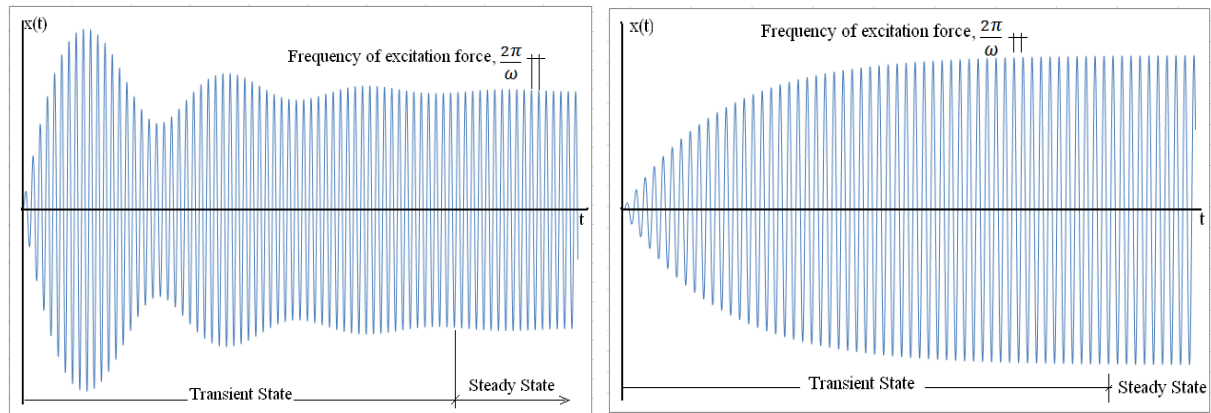 x(t)
Frequency of excitation force, 2π/ω
t
Transient State
Steady State
x(t)
Frequency of excitation force, 2π/ω
t
Transient State
Steady State